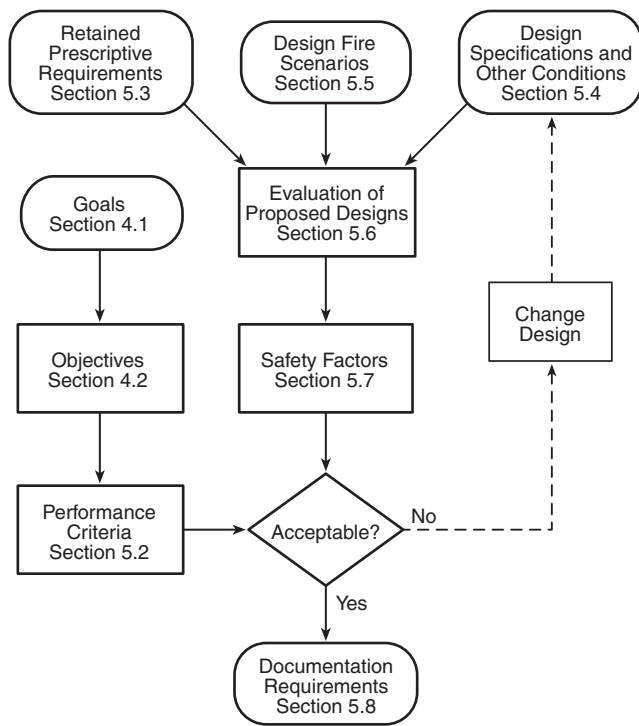 Retained
Prescriptive
Requirements
Section 5.3
Design Fire
Scenarios
Section 5.5
Design
Specifications and
Other Conditions
Section 5.4
Goals
Section 4.1
Evaluation of
Proposed Designs
Section 5.6
Change
Design
Objectives
Section 4.2
Safety Factors
Section 5.7
Performance
Criteria
Section 5.2
Acceptable?
No
Yes
Documentation
Requirements
Section 5.8